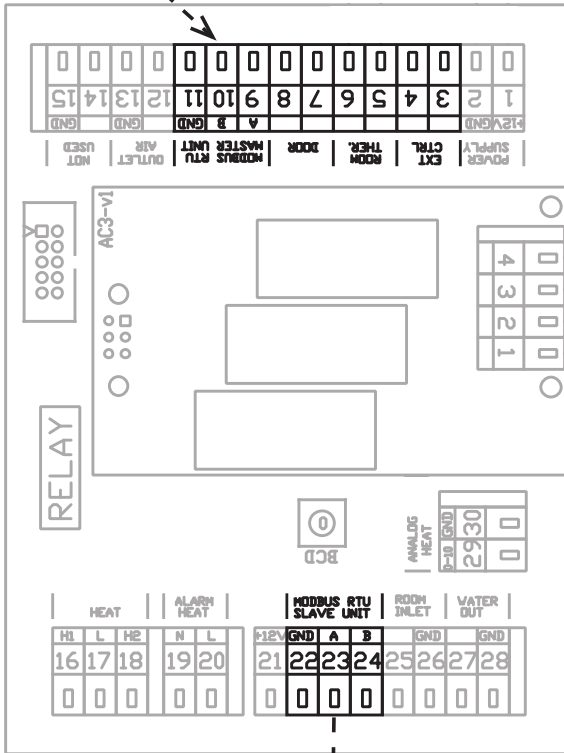 15 14 13 12 11 10 9 8 7 6 5 4 3 2 1
GND GND GND B A GND +12V
NOT USED
OUTLET AIR
MODBUS RTU
MASTER UNIT
DOOR
ROOM THER.
EXT CTRL
POWER SUPPLY
AC3-v1
4
3
2
1
RELAY
0
BCD
ANALOG
HEAT
0-10 GND
29 30
HEAT
ALARM
HEAT
MODBUS RTU
SLAVE UNIT
ROOM
INLET
WATER
OUT
H1 L H2 N L +12V GND A B GND GND
16 17 18 19 20 21 22 23 24 25 26 27 28